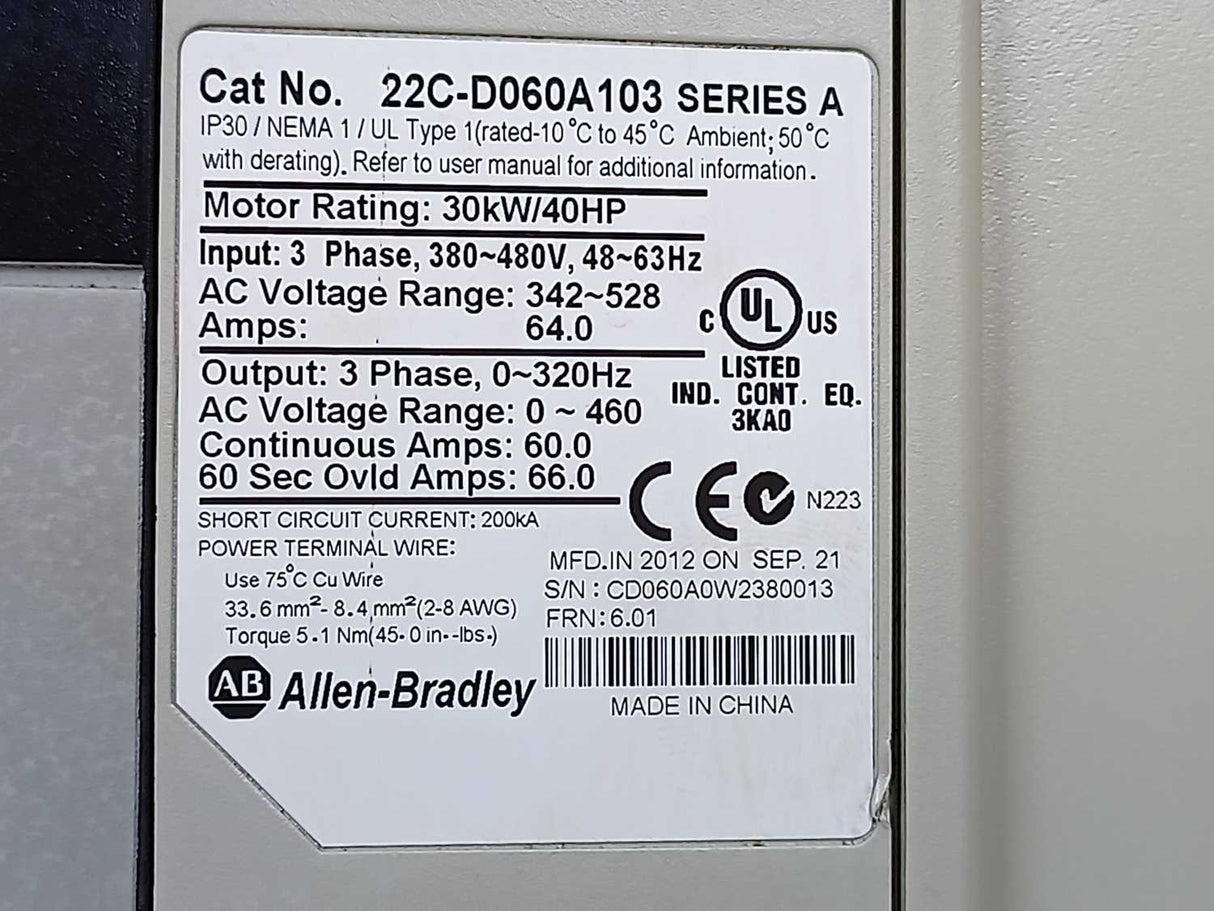 Cat No. 22C-D060A103 SERIES A
IP30 / NEMA 1 / UL Type 1(rated-10°C to 45°C Ambient; 50°C
with derating). Refer to user manual for additional information.
Motor Rating: 30kW/40HP
Input: 3 Phase, 380~480V, 48~63Hz
AC Voltage Range: 342~528
Amps: 64.0
C UL US
LISTED
IND. CONT. EQ.
3KA0
Output: 3 Phase, 0~320Hz
AC Voltage Range: 0 ~ 460
Continuous Amps: 60.0
60 Sec Ovld Amps: 66.0
CE N223
SHORT CIRCUIT CURRENT: 200kA
POWER TERMINAL WIRE:
Use 75°C Cu Wire
33.6 mm²- 8.4 mm²(2-8 AWG)
Torque 5.1 Nm(45.0 in--lbs.)
MFD.IN 2012 ON SEP. 21
S/N : CD060A0W2380013
FRN: 6.01
AB Allen-Bradley
MADE IN CHINA